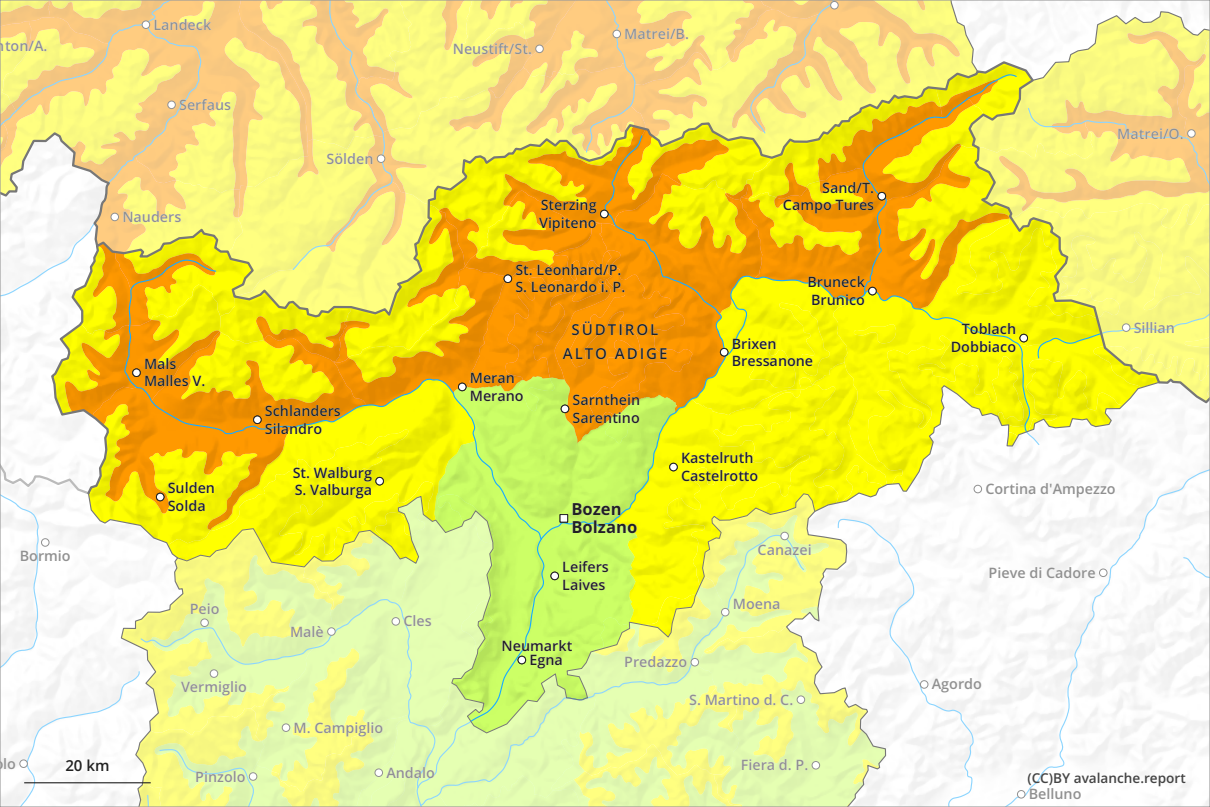 Landeck
nton/A.
Neustift/St.
Matrei/B.
Serfaus
Matrei/O.
Sölden
Nauders
Sand/T.
Campo Tures
Sterzing
Vipiteno
St. Leonhard/P.
S. Leonardo i. P.
Bruneck
Brunico
SÜDTIROL
ALTO ADIGE
Toblach
Dobbiaco
Sillian
Brixen
Bressanone
Mals
Malles V.
Meran
Merano
Schlanders
Silandro
Sarnthein
Sarentino
St. Walburg
S. Valburga
Kastelruth
Castelrotto
Sulden
Solda
Cortina d'Ampezzo
Bozen
Bolzano
Bormio
Canazei
Leifers
Laives
Pieve di Cadore
Peio
Moena
Malè
Cles
Neumarkt
Egna
Predazzo
Vermiglio
Agordo
S. Martino d. C.
M. Campiglio
olo
20 km
Pinzolo
Andalo
Fiera d. P.
(CC)BY avalanche.report
Belluno